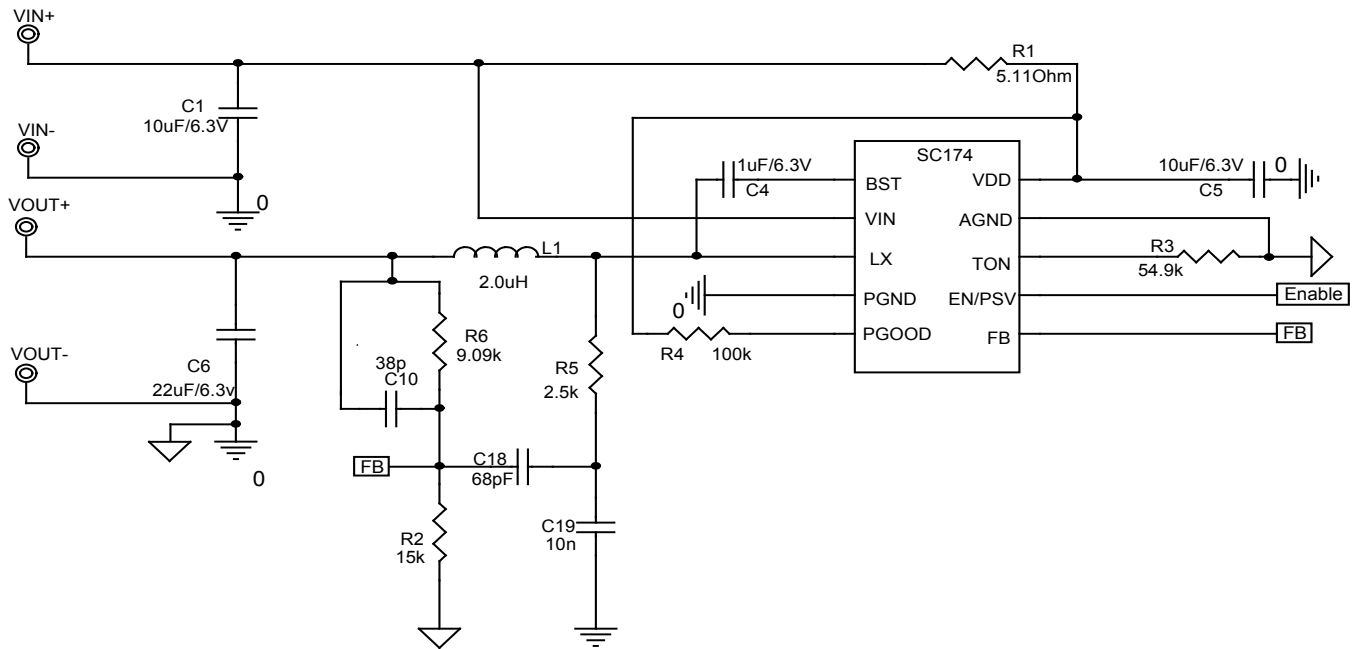 VIN+
R1
5.11Ohm
C1
10uF/6.3V
VIN-
0
SC174
1uF/6.3V
C4
BST
VDD
10uF/6.3V
C5
0
VIN
AGND
VOUT+
L1
2.0uH
LX
TON
R3
54.9k
PGND
0
EN/PSV
Enable
PGOOD
R4
100k
FB
FB
VOUT-
C6
22uF/6.3v
0
R6
9.09k
38p
C10
R5
2.5k
FB
C18
68pF
R2
15k
C19
10n